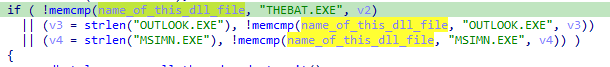 if ( !memcmp(name_of_this_dll_file, "THEBAT.EXE", v2)
|| (v3 = strlen("OUTLOOK.EXE"), !memcmp(name_of_this_dll_file, "OUTLOOK.EXE", v3))
|| (v4 = strlen("MSIMN.EXE"), !memcmp(name_of_this_dll_file, "MSIMN.EXE", v4)) )
{